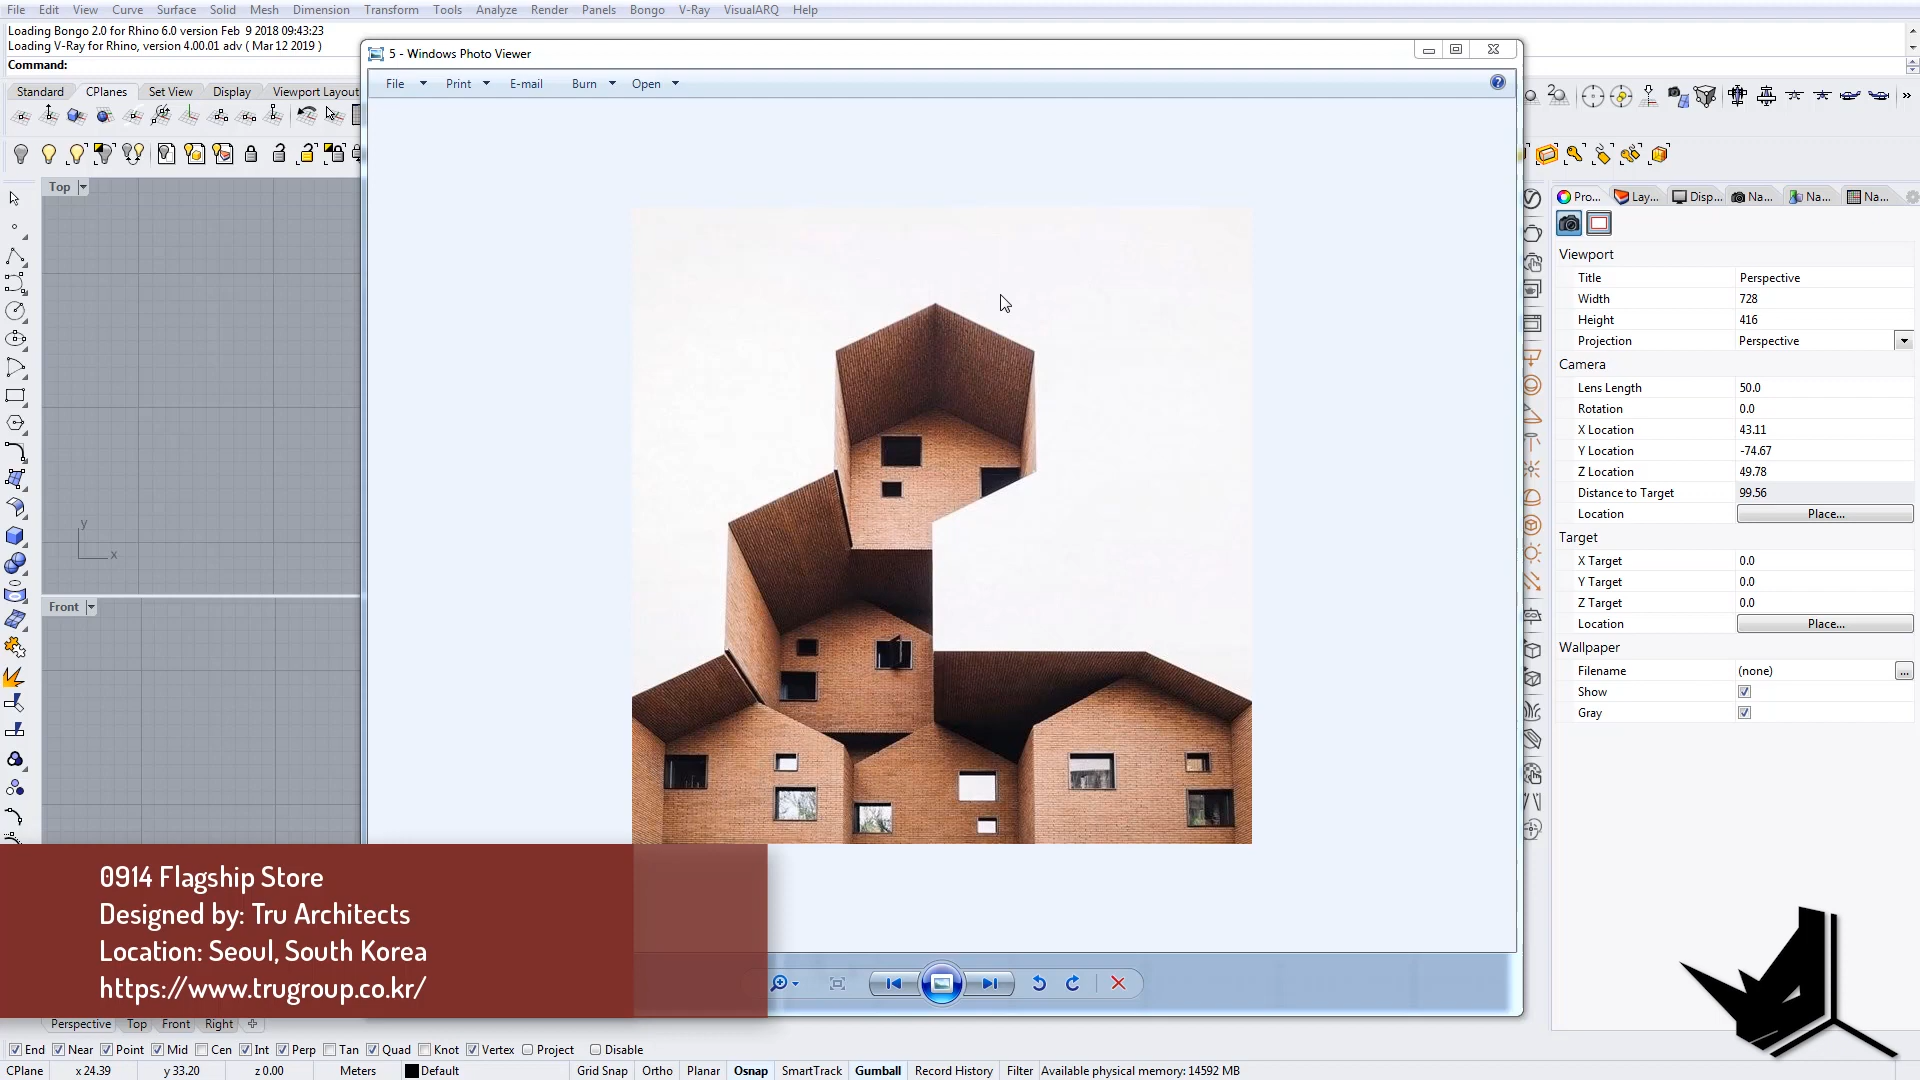 File Edit View Curve Surface Solid Mesh Dimension Transform Tools Analyze Render Panels Bongo V-Ray VisualARQ Help
Loading Bongo 2.0 for Rhino 6.0 version Feb 9 2018 09:43:23
Loading V-Ray for Rhino, version 4.00.01 adv ( Mar 12 2019 )
Command:
5 - Windows Photo Viewer
File Print E-mail Burn Open
Standard CPlanes Set View Display Viewport Layout
Top
y
x
Front
Pro... Lay... Disp... Na... Na... Na...
Viewport
Title Perspective
Width 728
Height 416
Projection Perspective
Camera
Lens Length 50.0
Rotation 0.0
X Location 43.11
Y Location -74.67
Z Location 49.78
Distance to Target 99.56
Location Place...
Target
X Target 0.0
Y Target 0.0
Z Target 0.0
Location Place...
Wallpaper
Filename (none) ...
Show
Gray
0914 Flagship Store
Designed by: Tru Architects
Location: Seoul, South Korea
https://www.trugroup.co.kr/
Perspective Top Front Right
End Near Point Mid Cen Int Perp Tan Quad Knot Vertex Project Disable
CPlane x 24.39 y 33.20 z 0.00 Meters Default Grid Snap Ortho Planar Osnap SmartTrack Gumball Record History Filter Available physical memory: 14592 MB